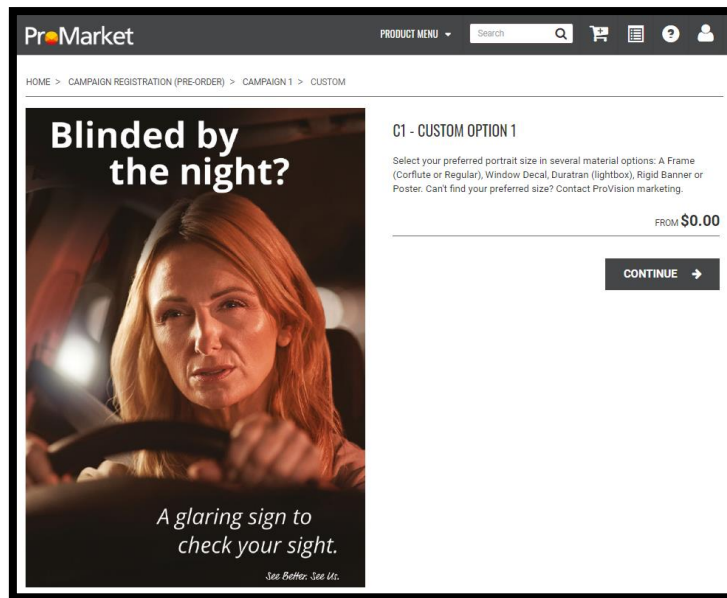 ProMarket
PRODUCT MENU
Search
HOME > CAMPAIGN REGISTRATION (PRE-ORDER) > CAMPAIGN 1 > CUSTOM
Blinded by
the night?
A glaring sign to
check your sight.
See Better. See Us.
C1 - CUSTOM OPTION 1
Select your preferred portrait size in several material options: A Frame
(Corflute or Regular), Window Decal, Duratran (lightbox), Rigid Banner or
Poster. Can't find your preferred size? Contact ProVision marketing.
FROM $0.00
CONTINUE →